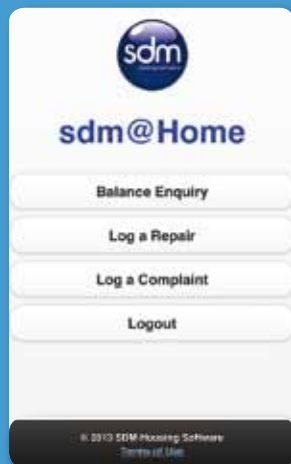 sdm
sdm@Home
Balance Enquiry
Log a Repair
Log a Complaint
Logout
© 2013 SDM Housing Software
Terms of Use